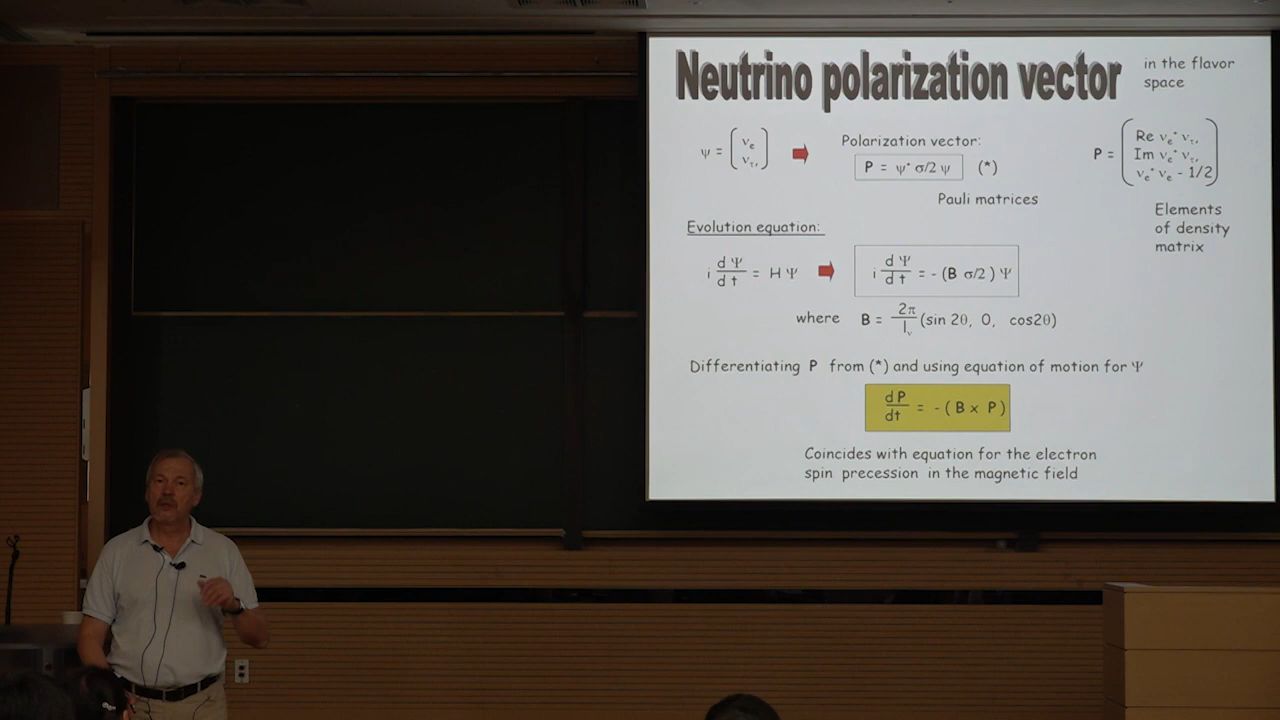 Neutrino polarization vector
in the flavor
space
ψ = ( νe ντ' )
Polarization vector:
P = ψ⁺ σ/2 ψ (*)
P = ( Re νe⁺ ντ,
Im νe⁺ ντ,
νe⁺ νe - 1/2 )
Pauli matrices
Elements
of density
matrix
Evolution equation:
i dΨ/dt = H Ψ
i dΨ/dt = - (B σ/2) Ψ
where B = 2π/lν (sin 2θ, 0, cos2θ)
Differentiating P from (*) and using equation of motion for Ψ
dP/dt = - ( B x P )
Coincides with equation for the electron
spin precession in the magnetic field